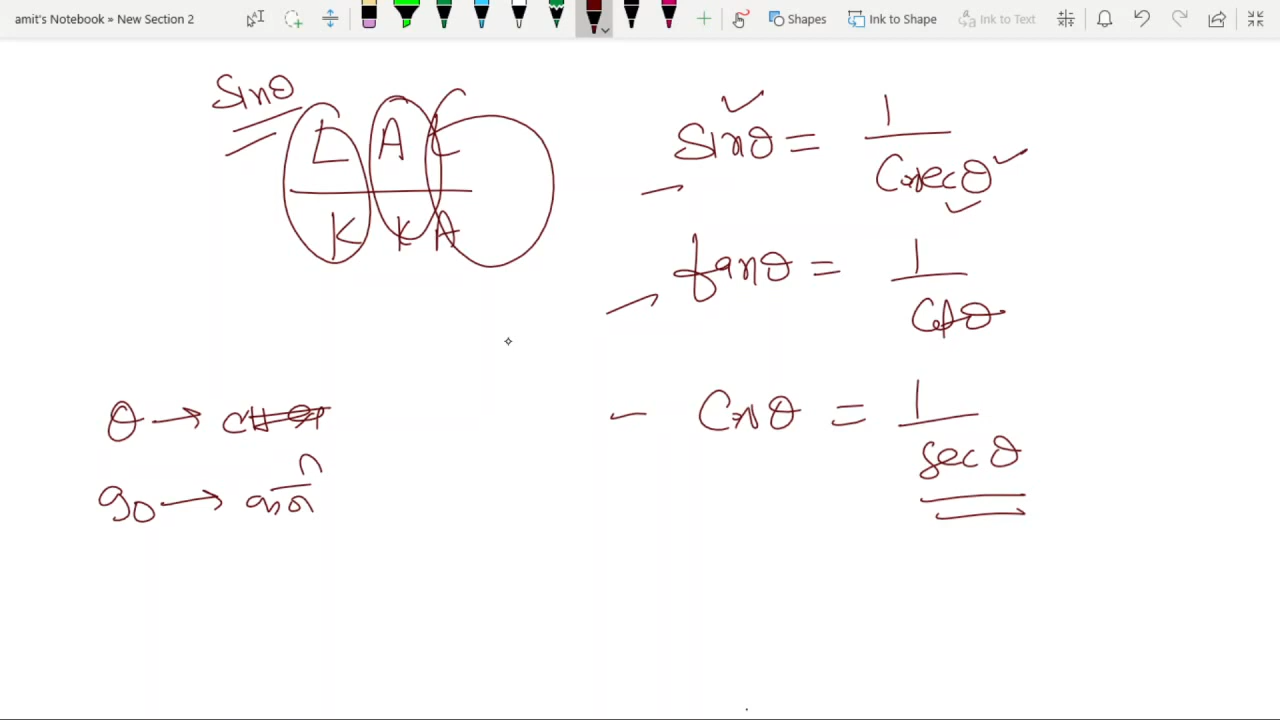 amit's Notebook » New Section 2
Shapes
Ink to Shape
Ink to Text
Sinθ
L A C
K K A
Sinθ = 1/Cosecθ
tanθ = 1/Cotθ
Cosθ = 1/Secθ
θ →
90 →